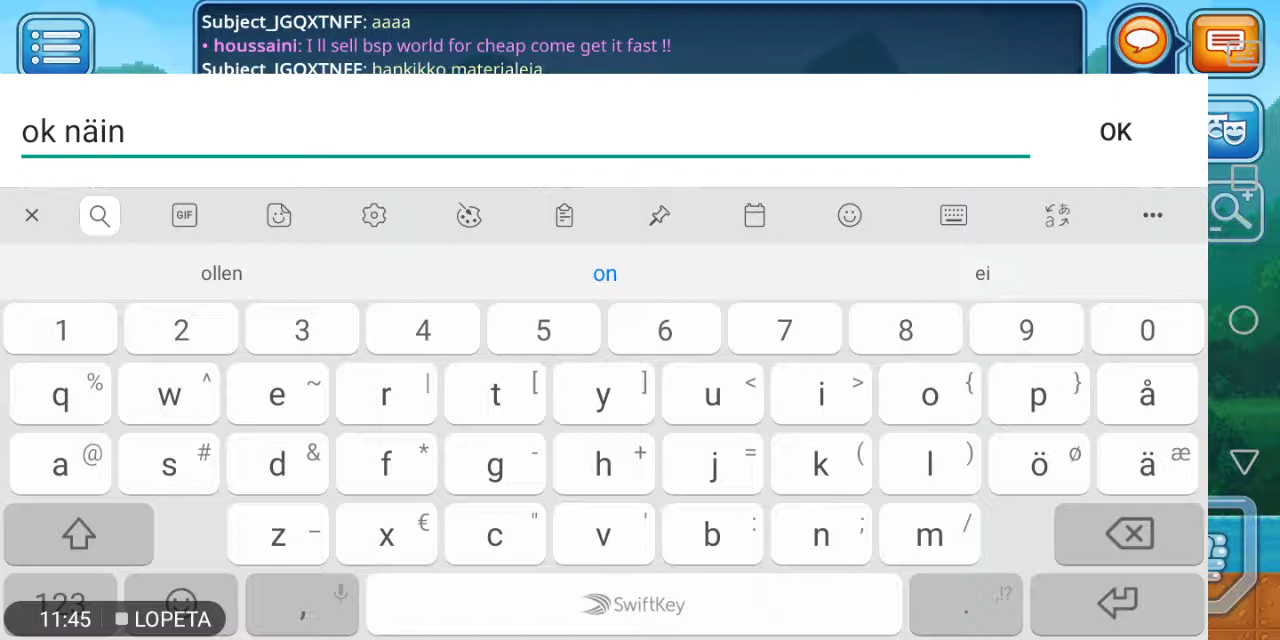 Subject_JGQXTNFF: aaaa
• houssaini: I ll sell bsp world for cheap come get it fast !!
Subject_JGQXTNFF: hankikko materialeja
ok näin
OK
GIF
ollen on ei
1 2 3 4 5 6 7 8 9 0
q % w ^ e ~ r | t [ y ] u < i > o { p } å
a @ s # d & f * g - h + j = k ( l ) ö ø ä æ
z _ x € c " v ' b : n ; m /
123 , SwiftKey . ,!?
11:45 LOPETA